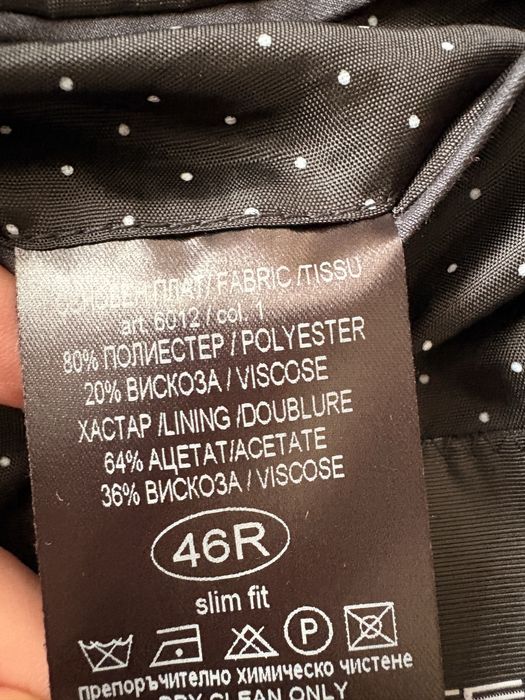 ОСНОВЕН ПЛАТ/ FABRIC /TISSU
art. 6012 / col. 1
80% ПОЛИЕСТЕР / POLYESTER
20% ВИСКОЗА / VISCOSE
ХАСТАР /LINING /DOUBLURE
64% АЦЕТАТ/ACETATE
36% ВИСКОЗА / VISCOSE
46R
slim fit
P
препоръчително химическо чистене
DRY CLEAN ONLY